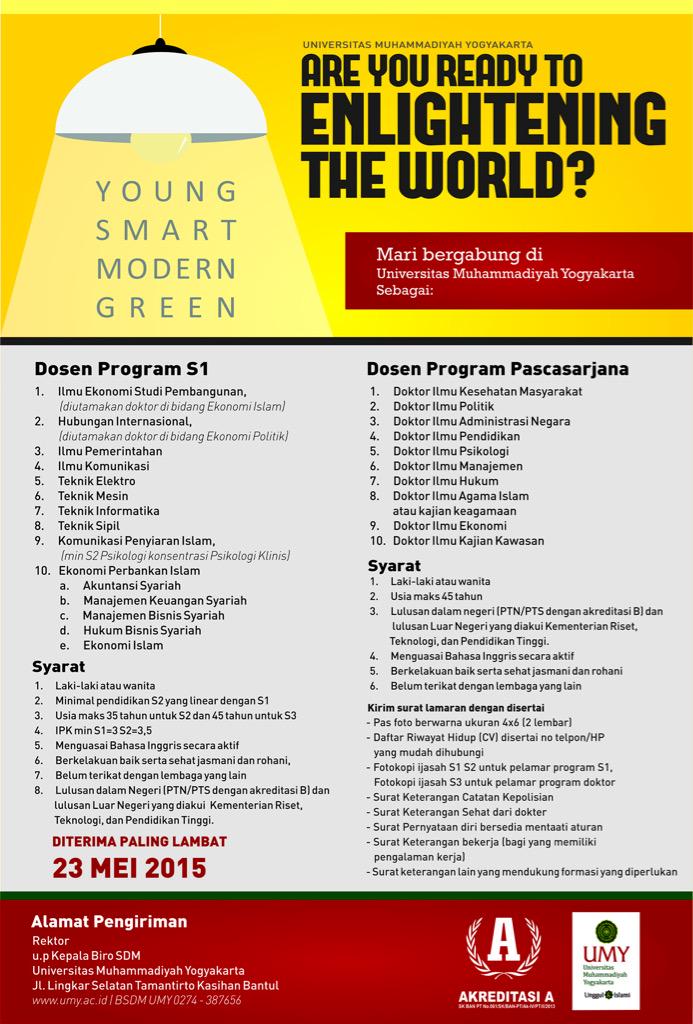 UNIVERSITAS MUHAMMADIYAH YOGYAKARTA
ARE YOU READY TO
ENLIGHTENING
THE WORLD?
YOUNG
SMART
MODERN
GREEN
Mari bergabung di
Universitas Muhammadiyah Yogyakarta
Sebagai:
Dosen Program S1
1. Ilmu Ekonomi Studi Pembangunan,
(diutamakan doktor di bidang Ekonomi Islam)
2. Hubungan Internasional,
(diutamakan doktor di bidang Ekonomi Politik)
3. Ilmu Pemerintahan
4. Ilmu Komunikasi
5. Teknik Elektro
6. Teknik Mesin
7. Teknik Informatika
8. Teknik Sipil
9. Komunikasi Penyiaran Islam,
(min S2 Psikologi konsentrasi Psikologi Klinis)
10. Ekonomi Perbankan Islam
a. Akuntansi Syariah
b. Manajemen Keuangan Syariah
c. Manajemen Bisnis Syariah
d. Hukum Bisnis Syariah
e. Ekonomi Islam
Syarat
1. Laki-laki atau wanita
2. Minimal pendidikan S2 yang linear dengan S1
3. Usia maks 35 tahun untuk S2 dan 45 tahun untuk S3
4. IPK min S1=3 S2=3,5
5. Menguasai Bahasa Inggris secara aktif
6. Berkelakuan baik serta sehat jasmani dan rohani,
7. Belum terikat dengan lembaga yang lain
8. Lulusan dalam Negeri (PTN/PTS dengan akreditasi B) dan
lulusan Luar Negeri yang diakui Kementerian Riset,
Teknologi, dan Pendidikan Tinggi.
DITERIMA PALING LAMBAT
23 MEI 2015
Dosen Program Pascasarjana
1. Doktor Ilmu Kesehatan Masyarakat
2. Doktor Ilmu Politik
3. Doktor Ilmu Administrasi Negara
4. Doktor Ilmu Pendidikan
5. Doktor Ilmu Psikologi
6. Doktor Ilmu Manajemen
7. Doktor Ilmu Hukum
8. Doktor Ilmu Agama Islam
atau kajian keagamaan
9. Doktor Ilmu Ekonomi
10. Doktor Ilmu Kajian Kawasan
Syarat
1. Laki-laki atau wanita
2. Usia maks 45 tahun
3. Lulusan dalam negeri (PTN/PTS dengan akreditasi B) dan
lulusan Luar Negeri yang diakui Kementerian Riset,
Teknologi, dan Pendidikan Tinggi.
4. Menguasai Bahasa Inggris secara aktif
5. Berkelakuan baik serta sehat jasmani dan rohani
6. Belum terikat dengan lembaga yang lain
Kirim surat lamaran dengan disertai
- Pas foto berwarna ukuran 4x6 (2 lembar)
- Daftar Riwayat Hidup (CV) disertai no telpon/HP
yang mudah dihubungi
- Fotokopi ijasah S1 S2 untuk pelamar program S1,
Fotokopi ijasah S3 untuk pelamar program doktor
- Surat Keterangan Catatan Kepolisian
- Surat Keterangan Sehat dari dokter
- Surat Pernyataan diri bersedia mentaati aturan
- Surat Keterangan bekerja (bagi yang memiliki
pengalaman kerja)
- Surat keterangan lain yang mendukung formasi yang diperlukan
Alamat Pengiriman
Rektor
u.p Kepala Biro SDM
Universitas Muhammadiyah Yogyakarta
Jl. Lingkar Selatan Tamantirto Kasihan Bantul
www.umy.ac.id | BSDM UMY 0274 - 387656
A
AKREDITASI A
UMY
Universitas
Muhammadiyah
Yogyakarta
Unggul & Islami